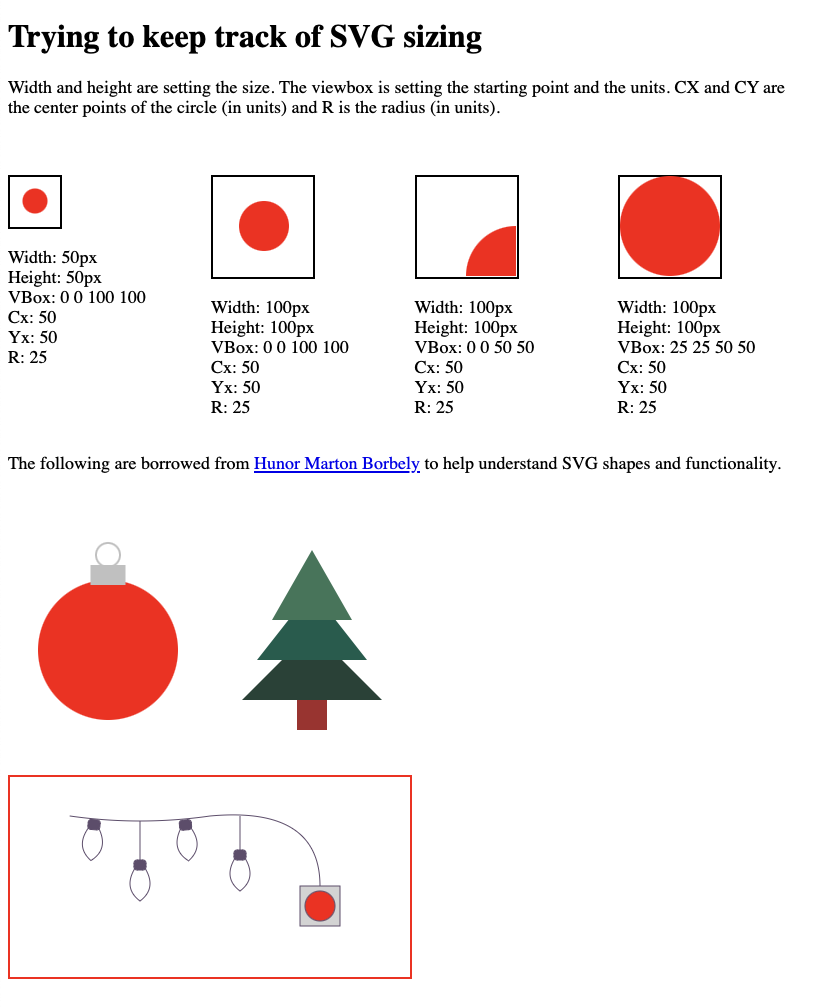 Trying to keep track of SVG sizing
Width and height are setting the size. The viewbox is setting the starting point and the units. CX and CY are
the center points of the circle (in units) and R is the radius (in units).
Width: 50px
Height: 50px
VBox: 0 0 100 100
Cx: 50
Yx: 50
R: 25
Width: 100px
Height: 100px
VBox: 0 0 100 100
Cx: 50
Yx: 50
R: 25
Width: 100px
Height: 100px
VBox: 0 0 50 50
Cx: 50
Yx: 50
R: 25
Width: 100px
Height: 100px
VBox: 25 25 50 50
Cx: 50
Yx: 50
R: 25
The following are borrowed from Hunor Marton Borbely to help understand SVG shapes and functionality.